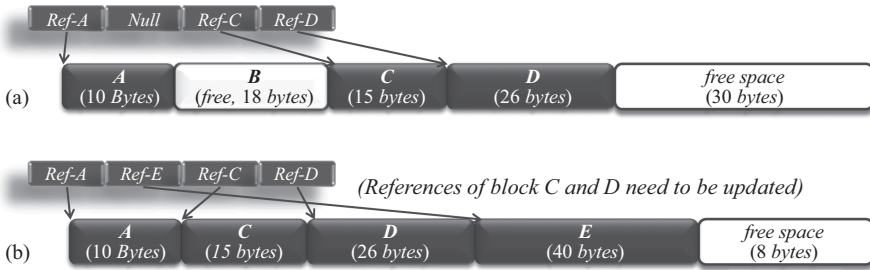 Ref-A Null Ref-C Ref-D
A B C D free space
(a) (10 Bytes) (free, 18 bytes) (15 bytes) (26 bytes) (30 bytes)
Ref-A Ref-E Ref-C Ref-D
(References of block C and D need to be updated)
A C D E free space
(b) (10 Bytes) (15 bytes) (26 bytes) (40 bytes) (8 bytes)